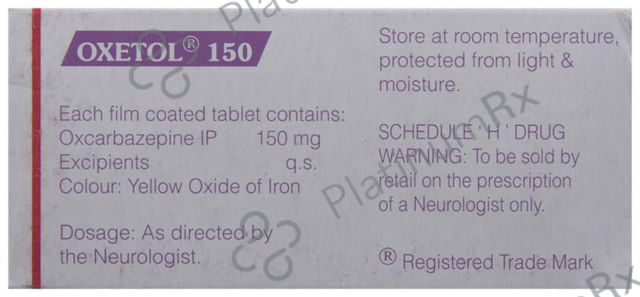 OXETOL® 150
Each film coated tablet contains:
Oxcarbazepine IP 150 mg
Excipients q.s.
Colour: Yellow Oxide of Iron
Dosage: As directed by
the Neurologist.
Store at room temperature,
protected from light &
moisture.
SCHEDULE 'H' DRUG
WARNING: To be sold by
retail on the prescription
of a Neurologist only.
® Registered Trade Mark
PlatinumRx